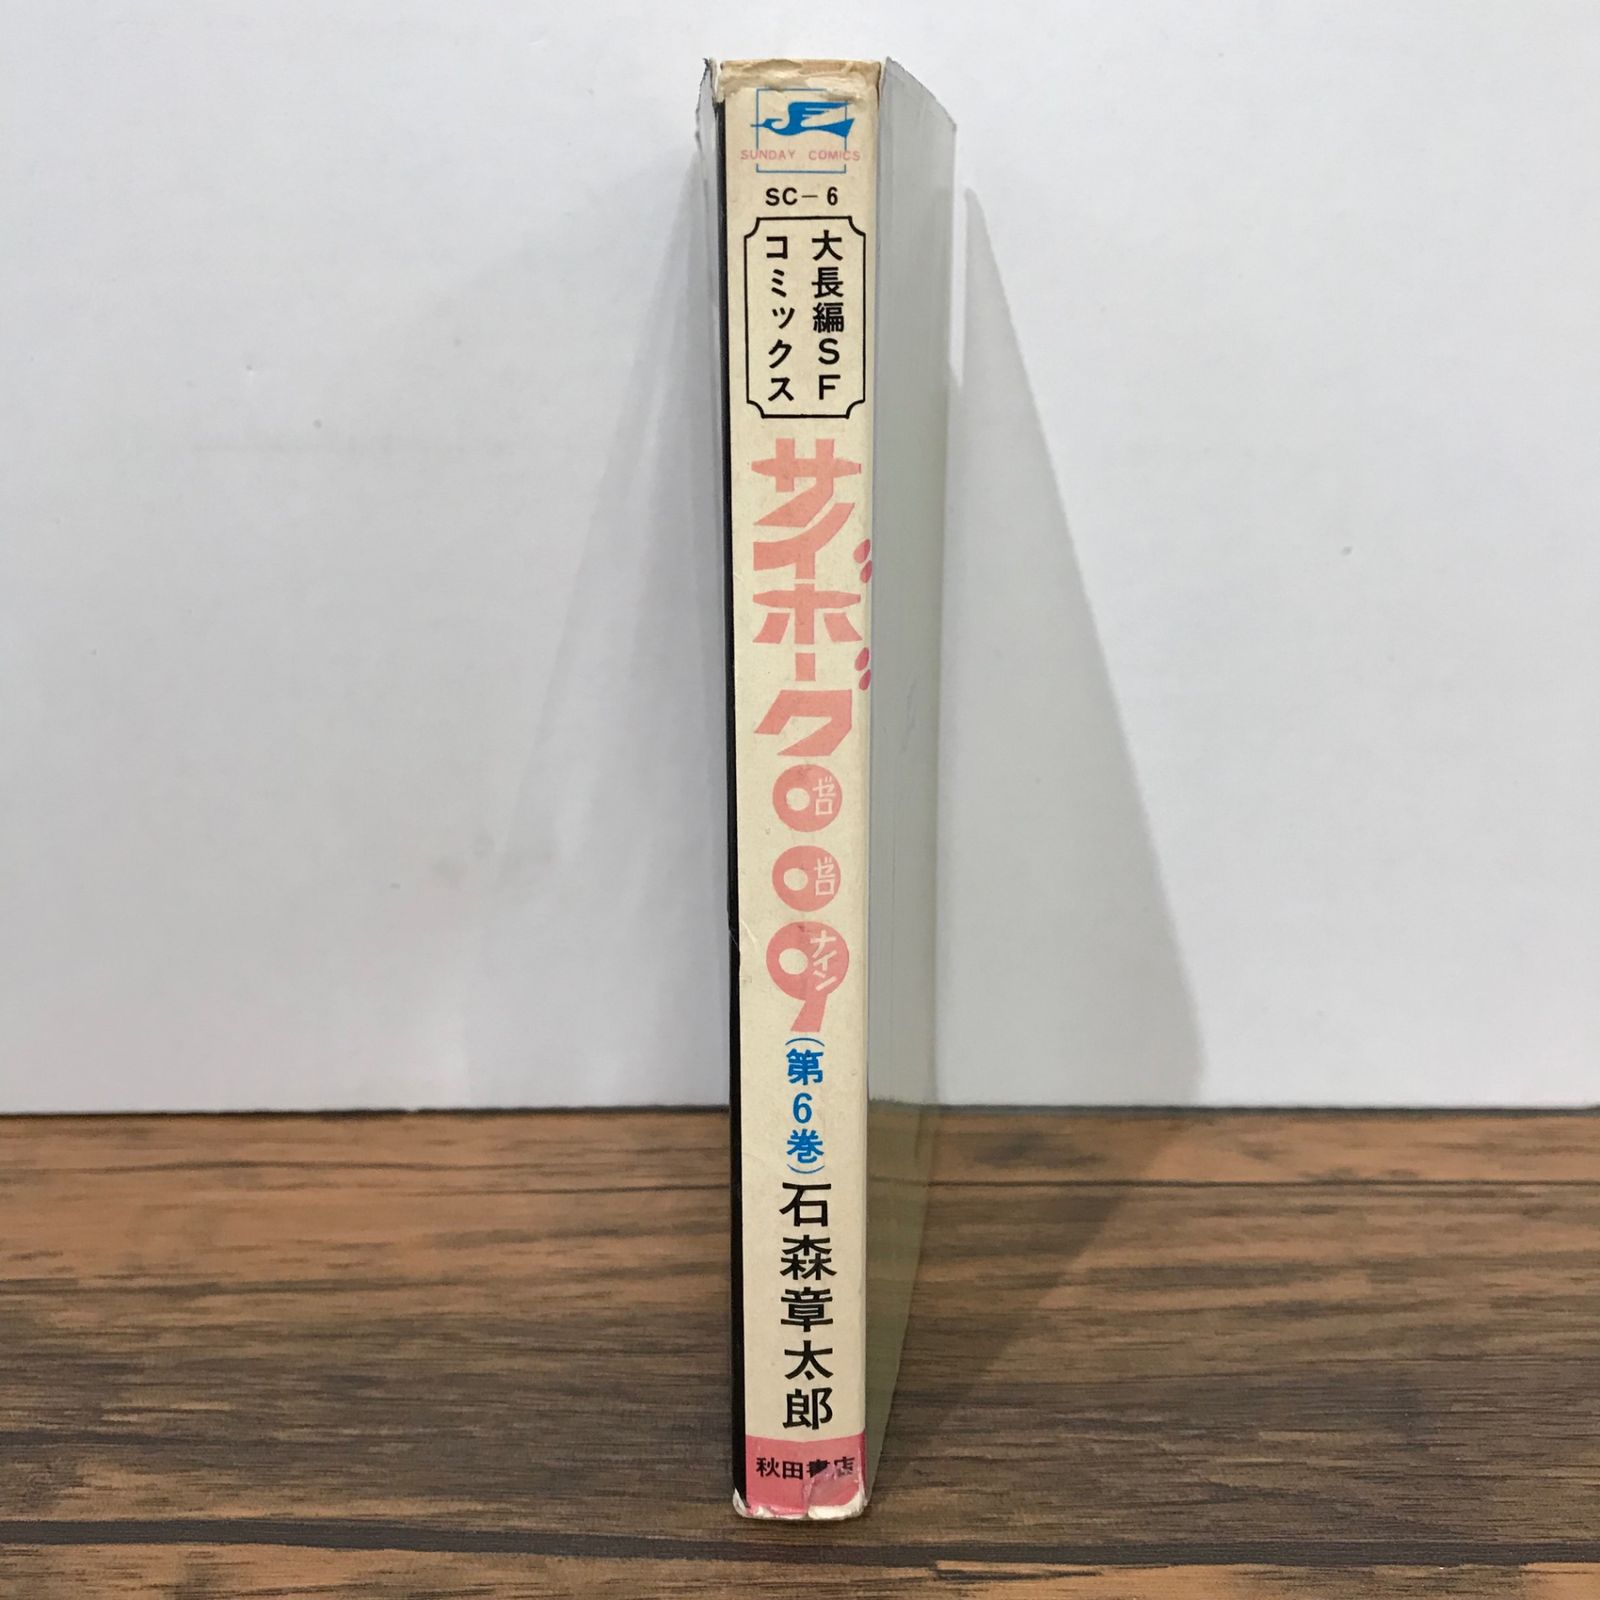 SUNDAY COMICS
SC-6
大長編SF
コミックス
サイボーグ009
ゼロ
ゼロ
ナイン
(第6巻)
石森章太郎
秋田書店